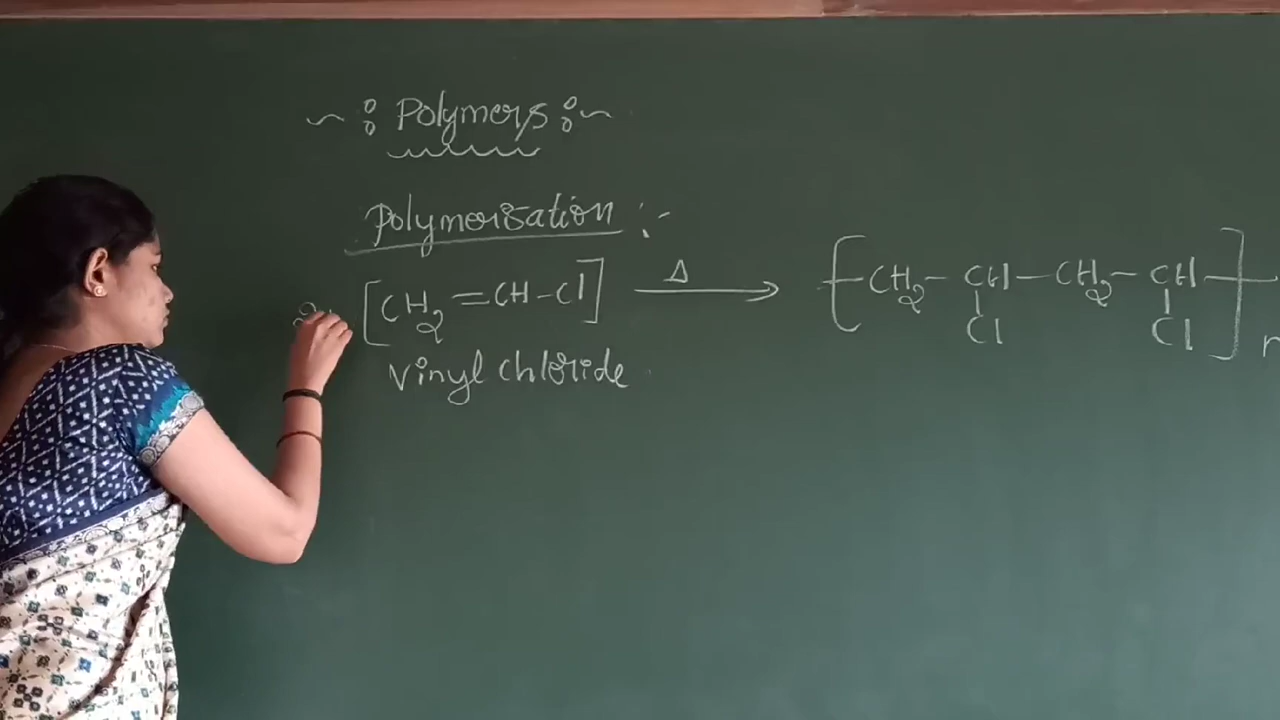 ~ : Polymers : ~
Polymerisation :-
[CH2 = CH - Cl] Δ → [ - CH2 - CH - CH2 - CH - ] n
Cl Cl
Vinyl chloride